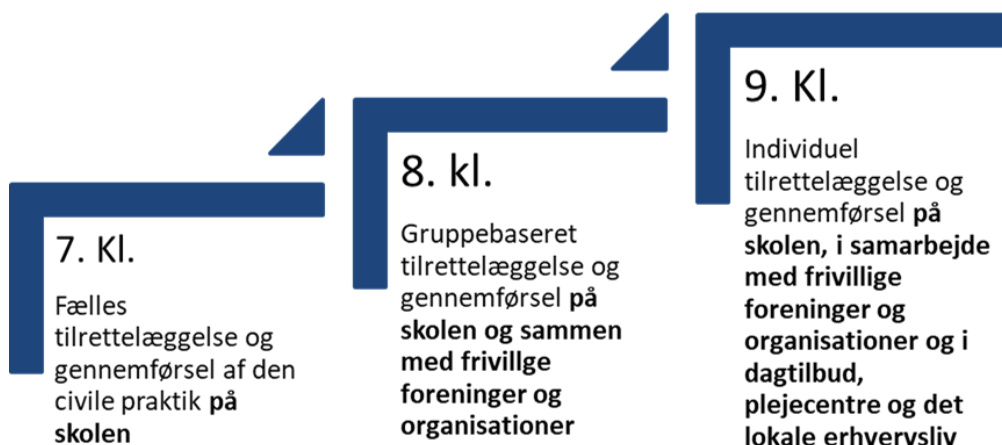 7. Kl.
Fælles
tilrettelæggelse og
gennemførsel af den
civile praktik på
skolen
8. kl.
Gruppebaseret
tilrettelæggelse og
gennemførsel på
skolen og sammen
med frivillge
foreninger og
organisationer
9. Kl.
Individuel
tilrettelæggelse og
gennemførsel på
skolen, i samarbejde
med frivillige
foreninger og
organisationer og i
dagtilbud,
plejecentre og det
lokale erhvervsliv